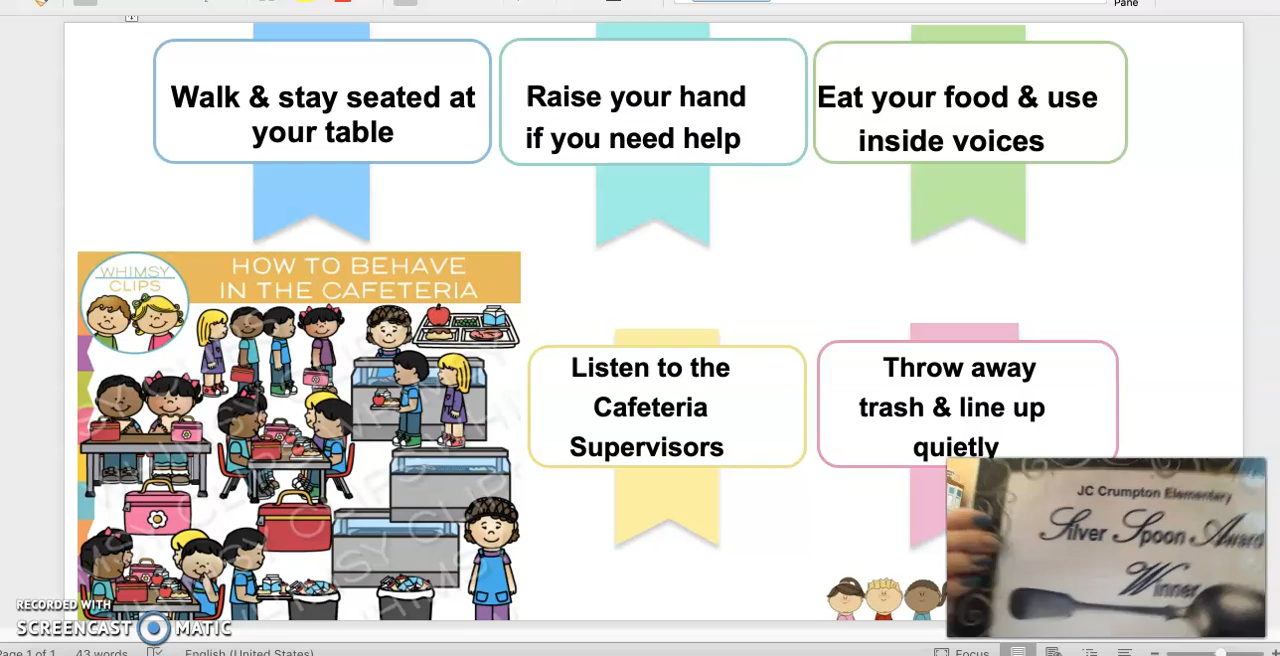 Pane
Walk & stay seated at
your table
Raise your hand
if you need help
Eat your food & use
inside voices
WHIMSY
CLIPS
HOW TO BEHAVE
IN THE CAFETERIA
Listen to the
Cafeteria
Supervisors
Throw away
trash & line up
quietly
JC Crumpton Elementary
Silver Spoon Award
Winner
RECORDED WITH
SCREENCAST MATIC
Page 1 of 1 43 words English (United States) Focus